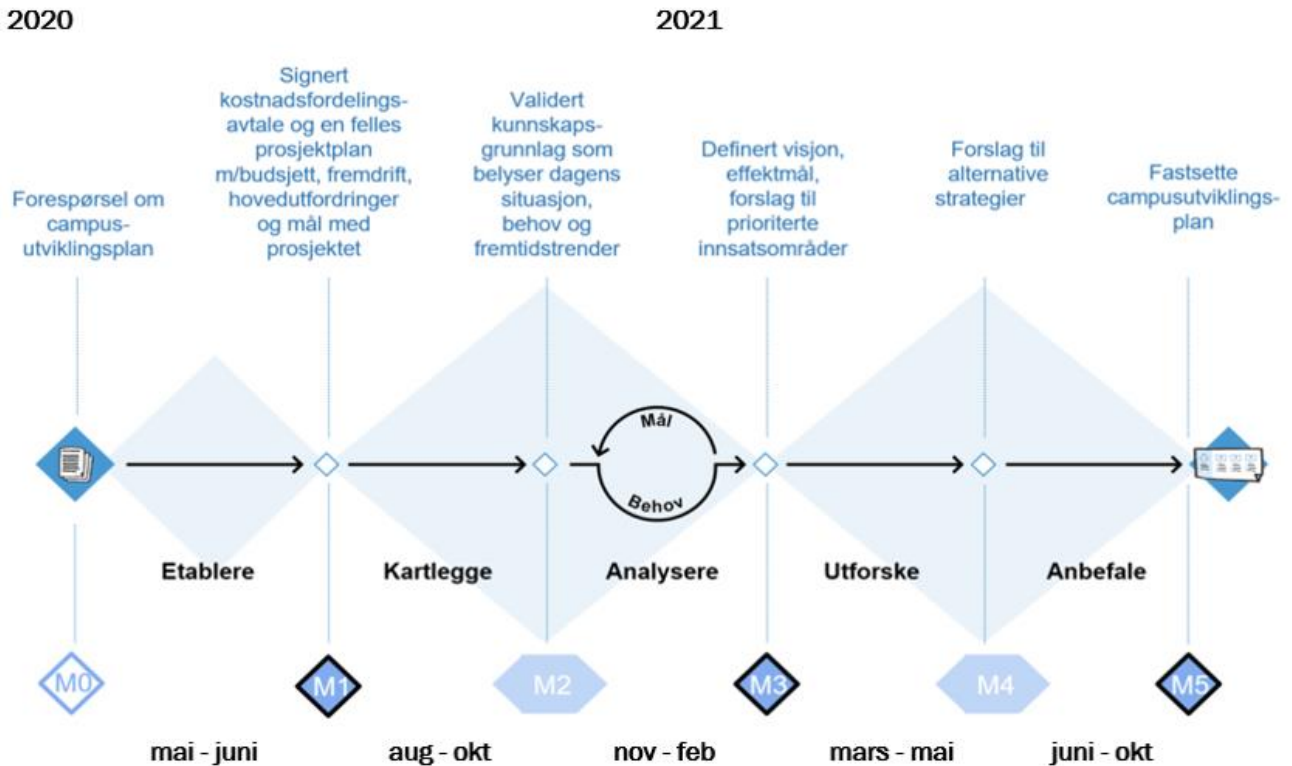 2020
2021
Forespørsel om
campus-
utviklingsplan
Signert
kostnadsfordelings-
avtale og en felles
prosjektplan
m/budsjett, fremdrift,
hovedutfordringer
og mål med
prosjektet
Validert
kunnskaps-
grunnlag som
belyser dagens
situasjon,
behov og
fremtidstrender
Definert visjon,
effektmål,
forslag til
prioriterte
innsatsområder
Forslag til
alternative
strategier
Fastsette
campusutviklings-
plan
Mål
Behov
Etablere
Kartlegge
Analysere
Utforske
Anbefale
M0
M1
M2
M3
M4
M5
mai - juni
aug - okt
nov - feb
mars - mai
juni - okt